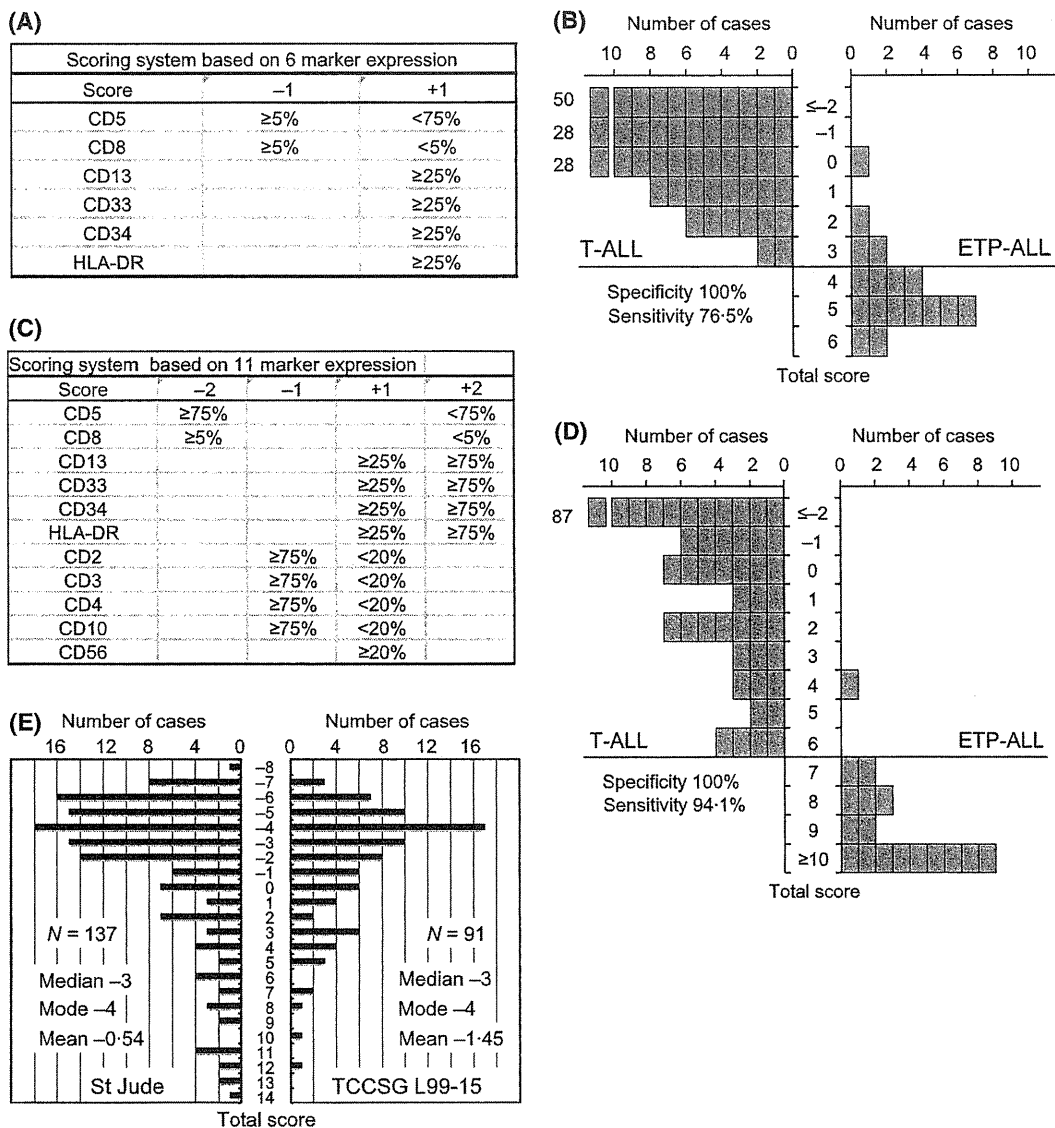 (A)
Scoring system based on 6 marker expression
Score –1 +1
CD5 ≥5% <75%
CD8 ≥5% <5%
CD13 ≥25%
CD33 ≥25%
CD34 ≥25%
HLA-DR ≥25%
(B)
Number of cases Number of cases
10 8 6 4 2 0 0 2 4 6 8 10
50 ≤–2
28 –1
28 0
1
2
T-ALL 3 ETP-ALL
Specificity 100% 4
Sensitivity 76·5% 5
6
Total score
(C)
Scoring system based on 11 marker expression
Score –2 –1 +1 +2
CD5 ≥75% <75%
CD8 ≥5% <5%
CD13 ≥25% ≥75%
CD33 ≥25% ≥75%
CD34 ≥25% ≥75%
HLA-DR ≥25% ≥75%
CD2 ≥75% <20%
CD3 ≥75% <20%
CD4 ≥75% <20%
CD10 ≥75% <20%
CD56 ≥20%
(D)
Number of cases Number of cases
10 8 6 4 2 0 0 2 4 6 8 10
87 ≤–2
–1
0
1
2
3
4
5
T-ALL 6 ETP-ALL
Specificity 100% 7
Sensitivity 94·1% 8
9
≥10
Total score
(E)
Number of cases Number of cases
16 12 8 4 0 0 4 8 12 16
–8
–7
–6
–5
–4
–3
–2
–1
0
1
2
3
4
5
6
7
8
9
10
11
12
13
14
N = 137 N = 91
Median –3 Median –3
Mode –4 Mode –4
Mean –0·54 Mean –1·45
St Jude TCCSG L99-15
Total score